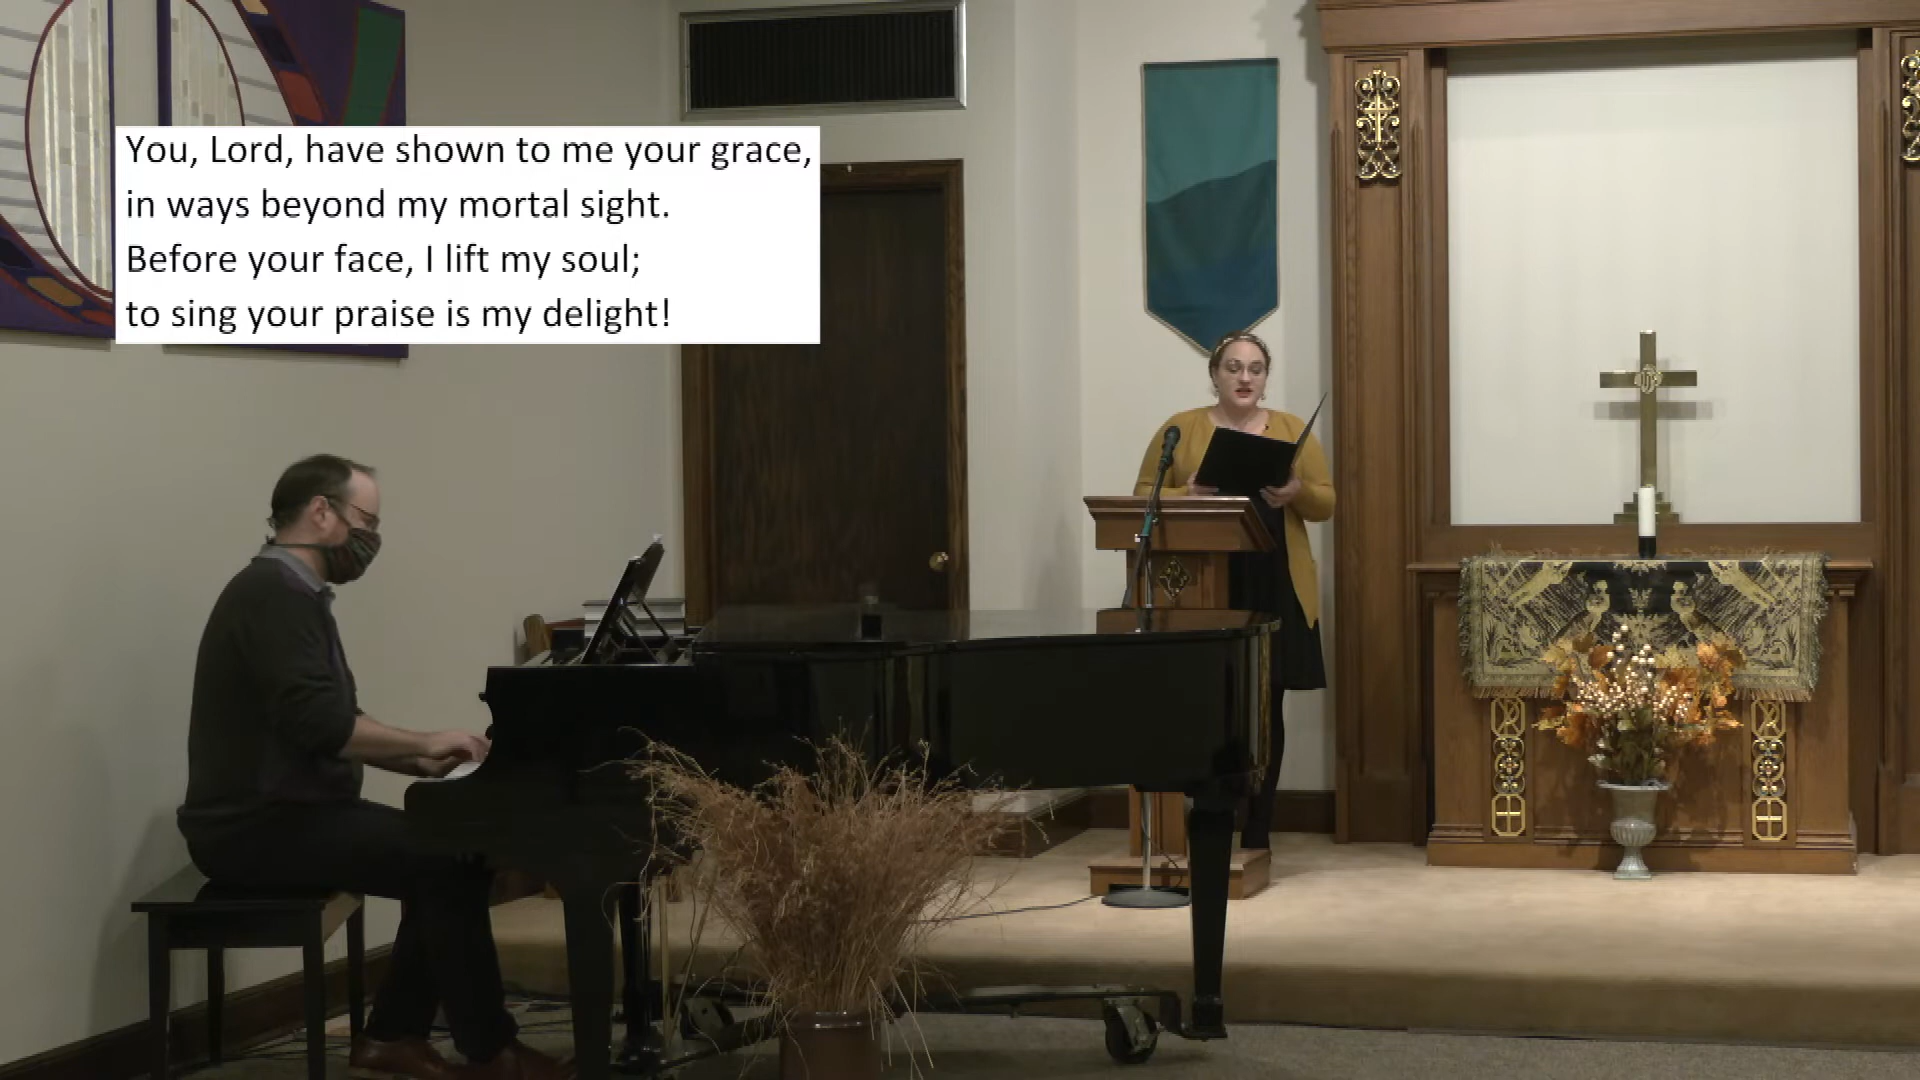 You, Lord, have shown to me your grace,
in ways beyond my mortal sight.
Before your face, I lift my soul;
to sing your praise is my delight!